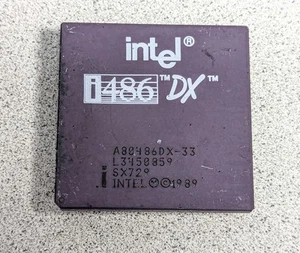 intel®
i486™DX™
A80486DX-33
L3450859
SX729
i INTEL Ⓜ©1989